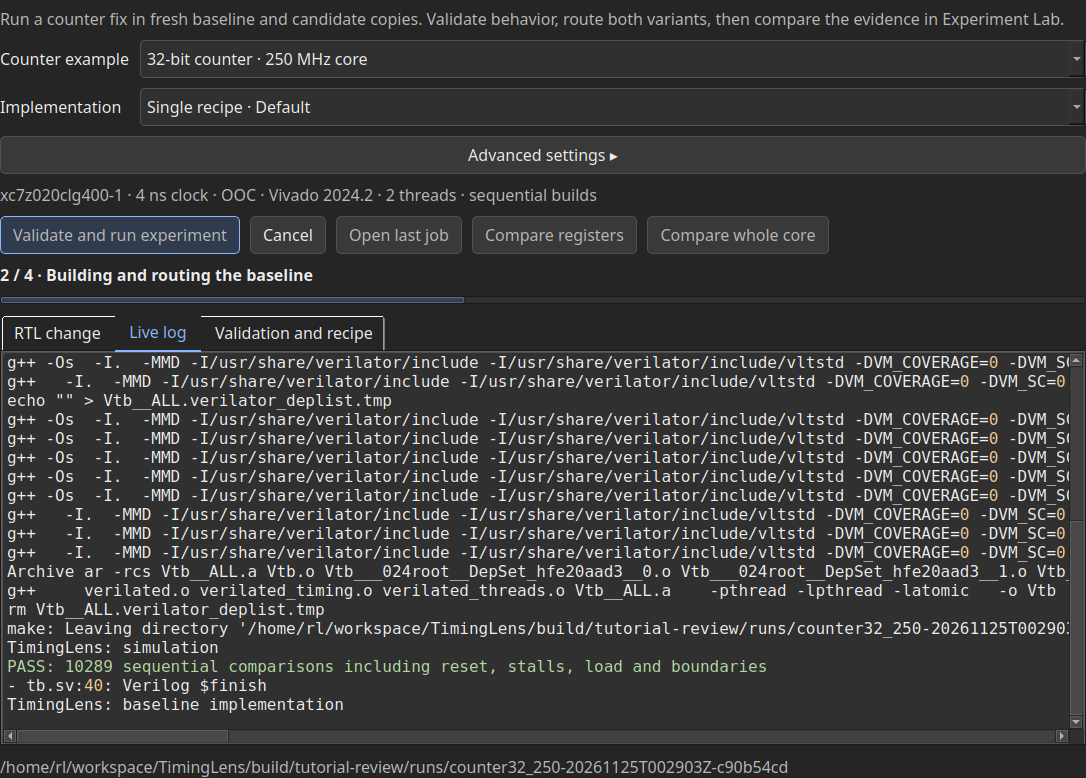 Run a counter fix in fresh baseline and candidate copies. Validate behavior, route both variants, then compare the evidence in Experiment Lab.
Counter example 32-bit counter · 250 MHz core
Implementation Single recipe · Default
Advanced settings ▸
xc7z020clg400-1 · 4 ns clock · OOC · Vivado 2024.2 · 2 threads · sequential builds
Validate and run experiment Cancel Open last job Compare registers Compare whole core
2 / 4 · Building and routing the baseline
RTL change Live log Validation and recipe
g++ -Os  -I.  -MMD -I/usr/share/verilator/include -I/usr/share/verilator/include/vltstd -DVM_COVERAGE=0 -DVM_SC
g++   -I.  -MMD -I/usr/share/verilator/include -I/usr/share/verilator/include/vltstd -DVM_COVERAGE=0 -DVM_SC=0
echo "" > Vtb__ALL.verilator_deplist.tmp
g++ -Os  -I.  -MMD -I/usr/share/verilator/include -I/usr/share/verilator/include/vltstd -DVM_COVERAGE=0 -DVM_SC
g++ -Os  -I.  -MMD -I/usr/share/verilator/include -I/usr/share/verilator/include/vltstd -DVM_COVERAGE=0 -DVM_SC
g++ -Os  -I.  -MMD -I/usr/share/verilator/include -I/usr/share/verilator/include/vltstd -DVM_COVERAGE=0 -DVM_SC
g++ -Os  -I.  -MMD -I/usr/share/verilator/include -I/usr/share/verilator/include/vltstd -DVM_COVERAGE=0 -DVM_SC
g++ -Os  -I.  -MMD -I/usr/share/verilator/include -I/usr/share/verilator/include/vltstd -DVM_COVERAGE=0 -DVM_SC
g++   -I.  -MMD -I/usr/share/verilator/include -I/usr/share/verilator/include/vltstd -DVM_COVERAGE=0 -DVM_SC=0
g++   -I.  -MMD -I/usr/share/verilator/include -I/usr/share/verilator/include/vltstd -DVM_COVERAGE=0 -DVM_SC=0
g++   -I.  -MMD -I/usr/share/verilator/include -I/usr/share/verilator/include/vltstd -DVM_COVERAGE=0 -DVM_SC=0
Archive ar -rcs Vtb__ALL.a Vtb.o Vtb___024root__DepSet_hfe20aad3__0.o Vtb___024root__DepSet_hfe20aad3__1.o Vtb_
g++     verilated.o verilated_timing.o verilated_threads.o Vtb__ALL.a    -pthread -lpthread -latomic   -o Vtb
rm Vtb__ALL.verilator_deplist.tmp
make: Leaving directory '/home/rl/workspace/TimingLens/build/tutorial-review/runs/counter32_250-20261125T002903
TimingLens: simulation
PASS: 10289 sequential comparisons including reset, stalls, load and boundaries
- tb.sv:40: Verilog $finish
TimingLens: baseline implementation
/home/rl/workspace/TimingLens/build/tutorial-review/runs/counter32_250-20261125T002903Z-c90b54cd